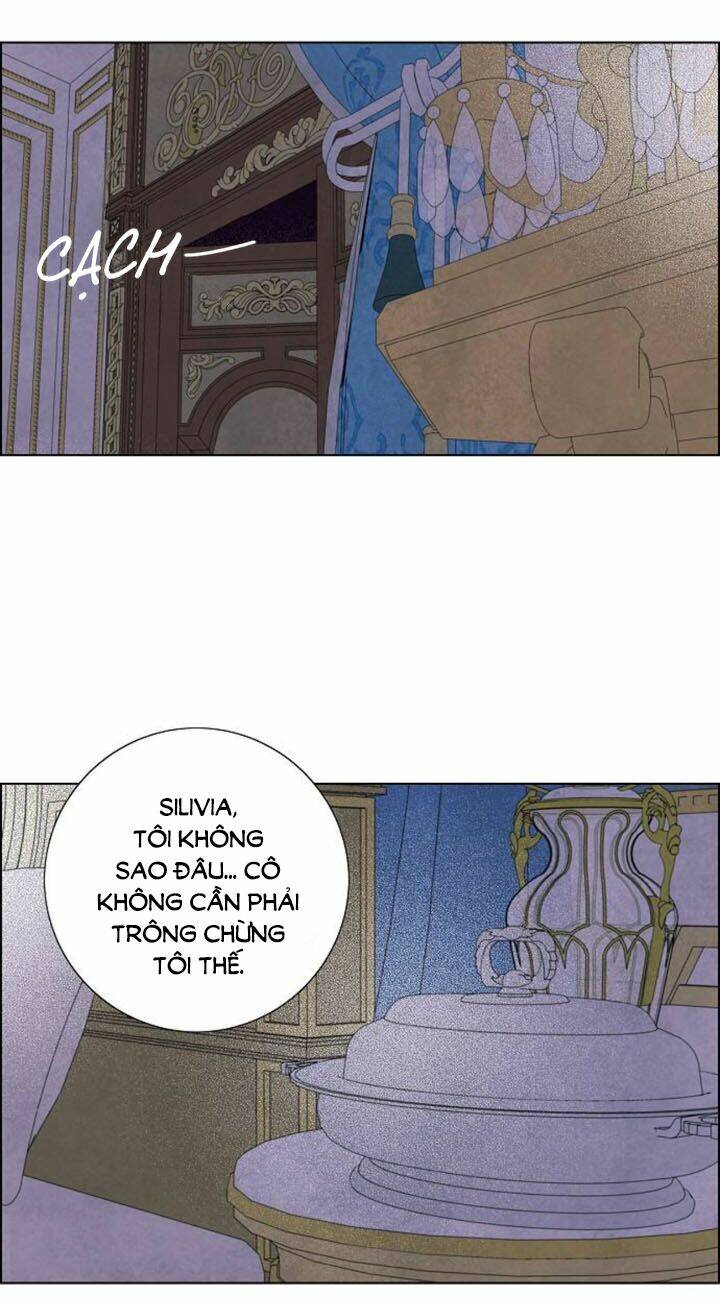 CẠCH—
SILIVIA,
TÔI KHÔNG
SAO ĐÂU... CÔ
KHÔNG CẦN PHẢI
TRÔNG CHỪNG
TÔI THẾ.